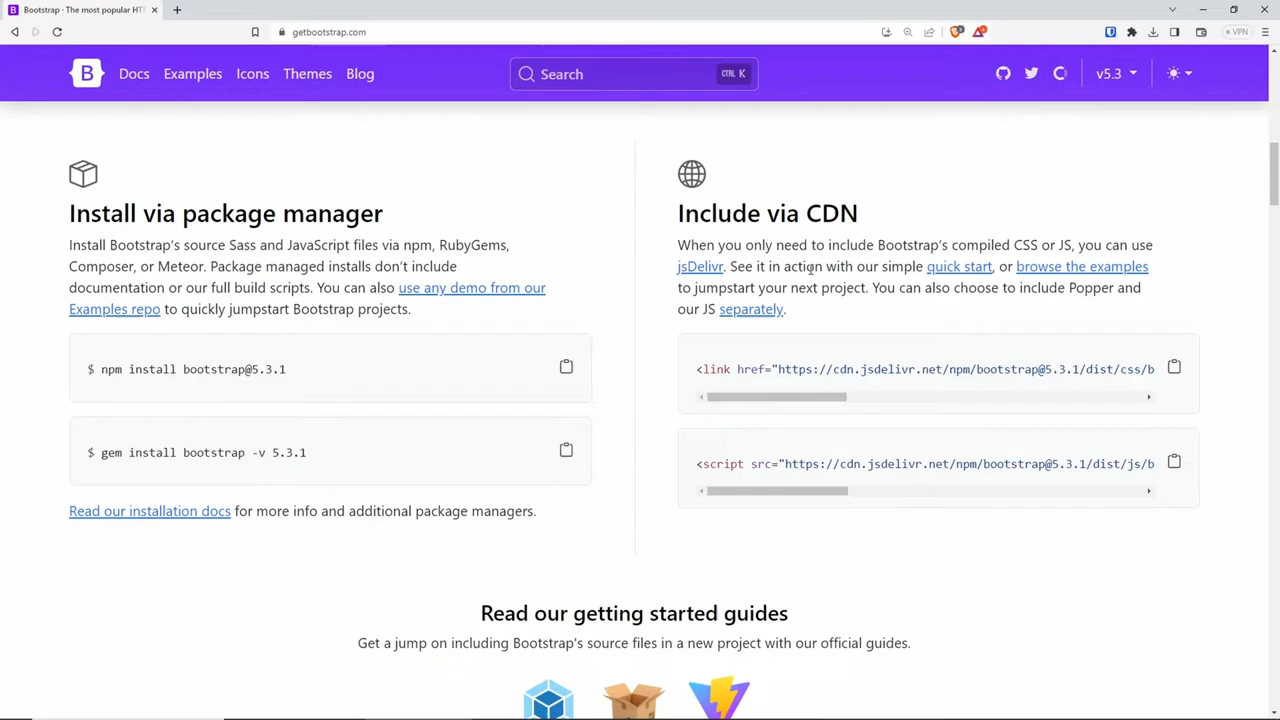 Bootstrap · The most popular HT
getbootstrap.com
VPN
B
Docs
Examples
Icons
Themes
Blog
Search
CTRL K
v5.3
Install via package manager
Install Bootstrap's source Sass and JavaScript files via npm, RubyGems,
Composer, or Meteor. Package managed installs don't include
documentation or our full build scripts. You can also use any demo from our
Examples repo to quickly jumpstart Bootstrap projects.
$ npm install bootstrap@5.3.1
$ gem install bootstrap -v 5.3.1
Read our installation docs for more info and additional package managers.
Include via CDN
When you only need to include Bootstrap's compiled CSS or JS, you can use
jsDelivr. See it in action with our simple quick start, or browse the examples
to jumpstart your next project. You can also choose to include Popper and
our JS separately.
<link href="https://cdn.jsdelivr.net/npm/bootstrap@5.3.1/dist/css/b
<script src="https://cdn.jsdelivr.net/npm/bootstrap@5.3.1/dist/js/b
Read our getting started guides
Get a jump on including Bootstrap's source files in a new project with our official guides.